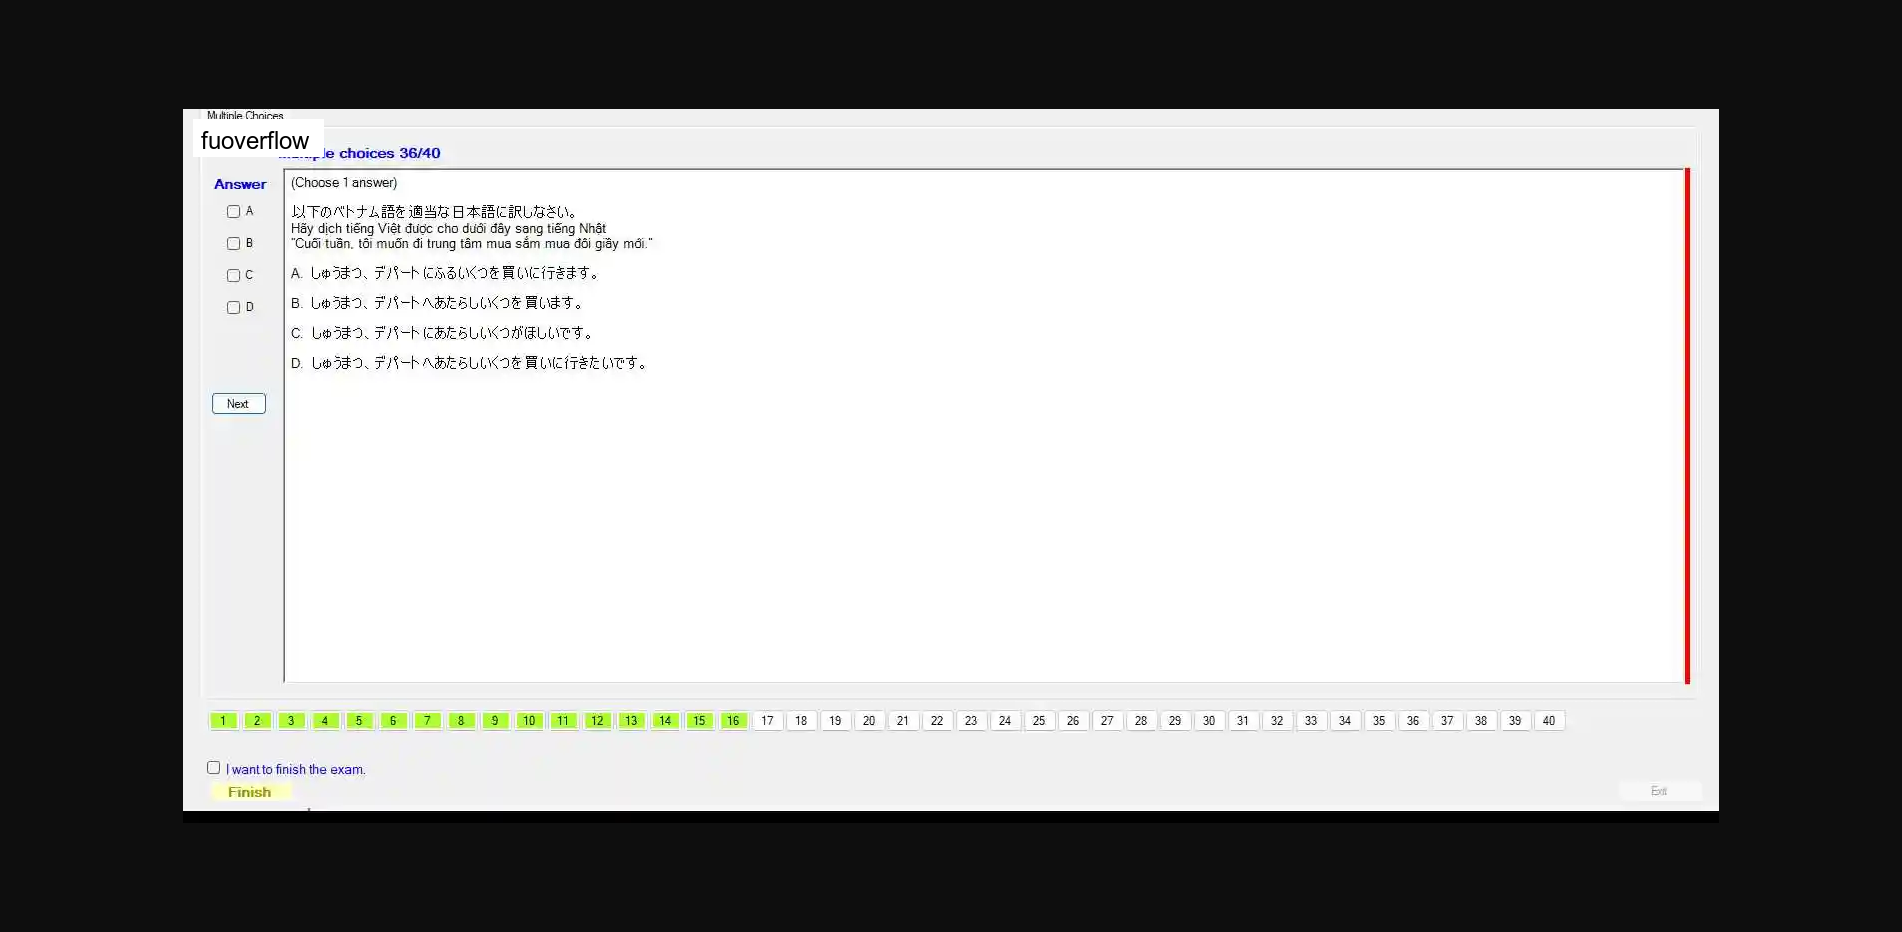 Multiple Choices
fuoverflow
choices 36/40
Answer
(Choose 1 answer)
A
B
C
D
以下のベトナム語を適当な日本語に訳しなさい。
Hãy dịch tiếng Việt được cho dưới đây sang tiếng Nhật
"Cuối tuần, tôi muốn đi trung tâm mua sắm mua đôi giầy mới."
A. しゅうまつ、デパートにふるいくつを買いに行きます。
B. しゅうまつ、デパートへあたらしいくつを買います。
C. しゅうまつ、デパートにあたらしいくつがほしいです。
D. しゅうまつ、デパートへあたらしいくつを買いに行きたいです。
Next
1 2 3 4 5 6 7 8 9 10 11 12 13 14 15 16 17 18 19 20 21 22 23 24 25 26 27 28 29 30 31 32 33 34 35 36 37 38 39 40
I want to finish the exam.
Finish
Exit